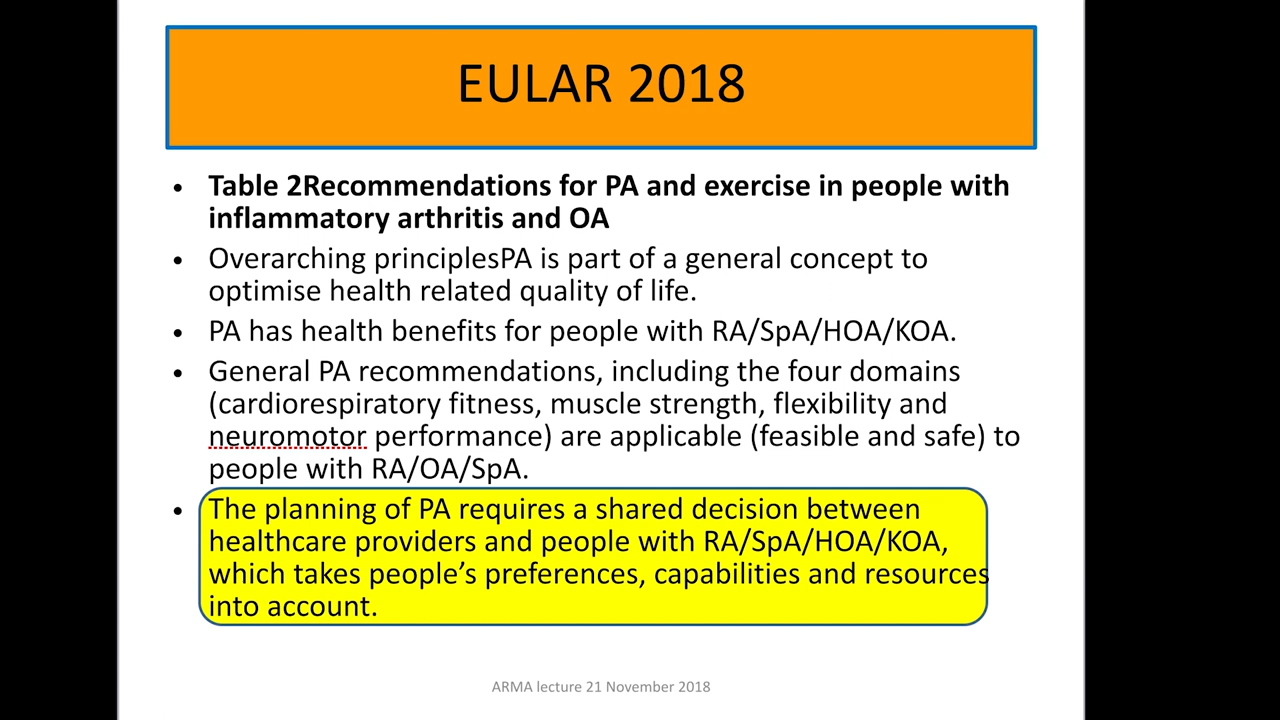 EULAR 2018
• Table 2Recommendations for PA and exercise in people with
inflammatory arthritis and OA
• Overarching principlesPA is part of a general concept to
optimise health related quality of life.
• PA has health benefits for people with RA/SpA/HOA/KOA.
• General PA recommendations, including the four domains
(cardiorespiratory fitness, muscle strength, flexibility and
neuromotor performance) are applicable (feasible and safe) to
people with RA/OA/SpA.
• The planning of PA requires a shared decision between
healthcare providers and people with RA/SpA/HOA/KOA,
which takes people’s preferences, capabilities and resources
into account.
ARMA lecture 21 November 2018